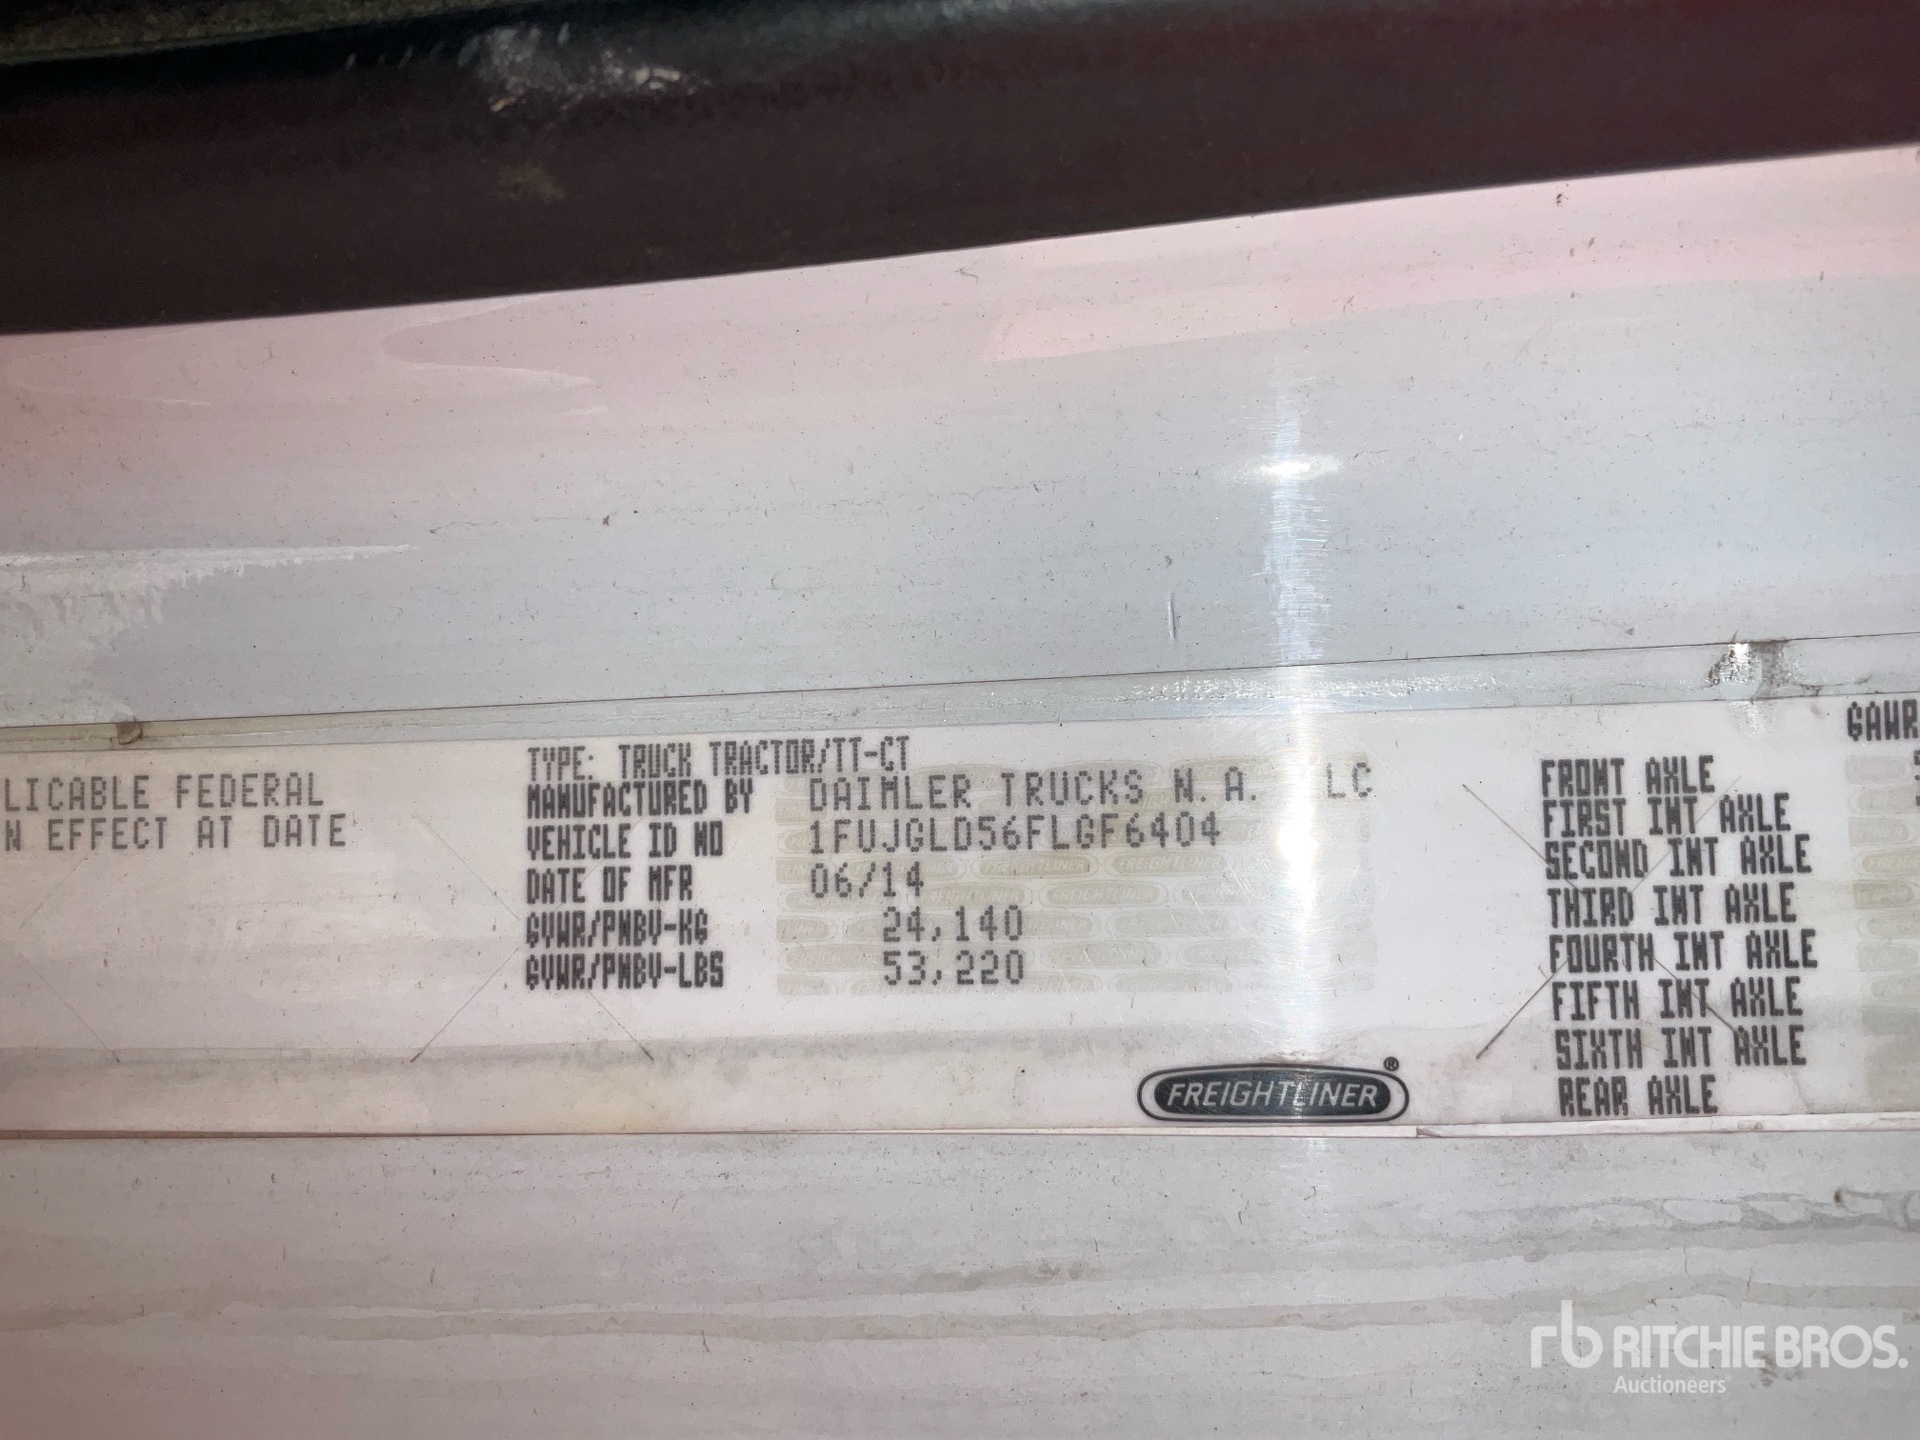 LICABLE FEDERAL
N EFFECT AT DATE
TYPE: TRUCK TRACTOR/TT-CT
MANUFACTURED BY DAIMLER TRUCKS N.A. LC
VEHICLE ID NO 1FUJGLD56FLGF6404
DATE OF MFR 06/14
GVWR/PNBV-KG 24,140
GVWR/PNBV-LBS 53,220
FREIGHTLINER®
GAWR
FRONT AXLE
FIRST INT AXLE
SECOND INT AXLE
THIRD INT AXLE
FOURTH INT AXLE
FIFTH INT AXLE
SIXTH INT AXLE
REAR AXLE
rb RITCHIE BROS.
Auctioneers